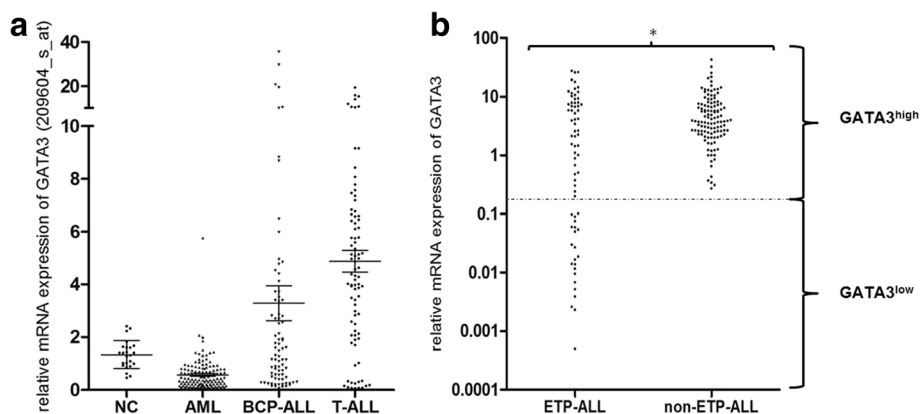 a
relative mRNA expression of GATA3 (209604_s_at)
40
20
10
8
6
4
2
0
NC AML BCP-ALL T-ALL
b
relative mRNA expression of GATA3
100
10
1
0.1
0.01
0.001
0.0001
*
ETP-ALL non-ETP-ALL
GATA3high
GATA3low